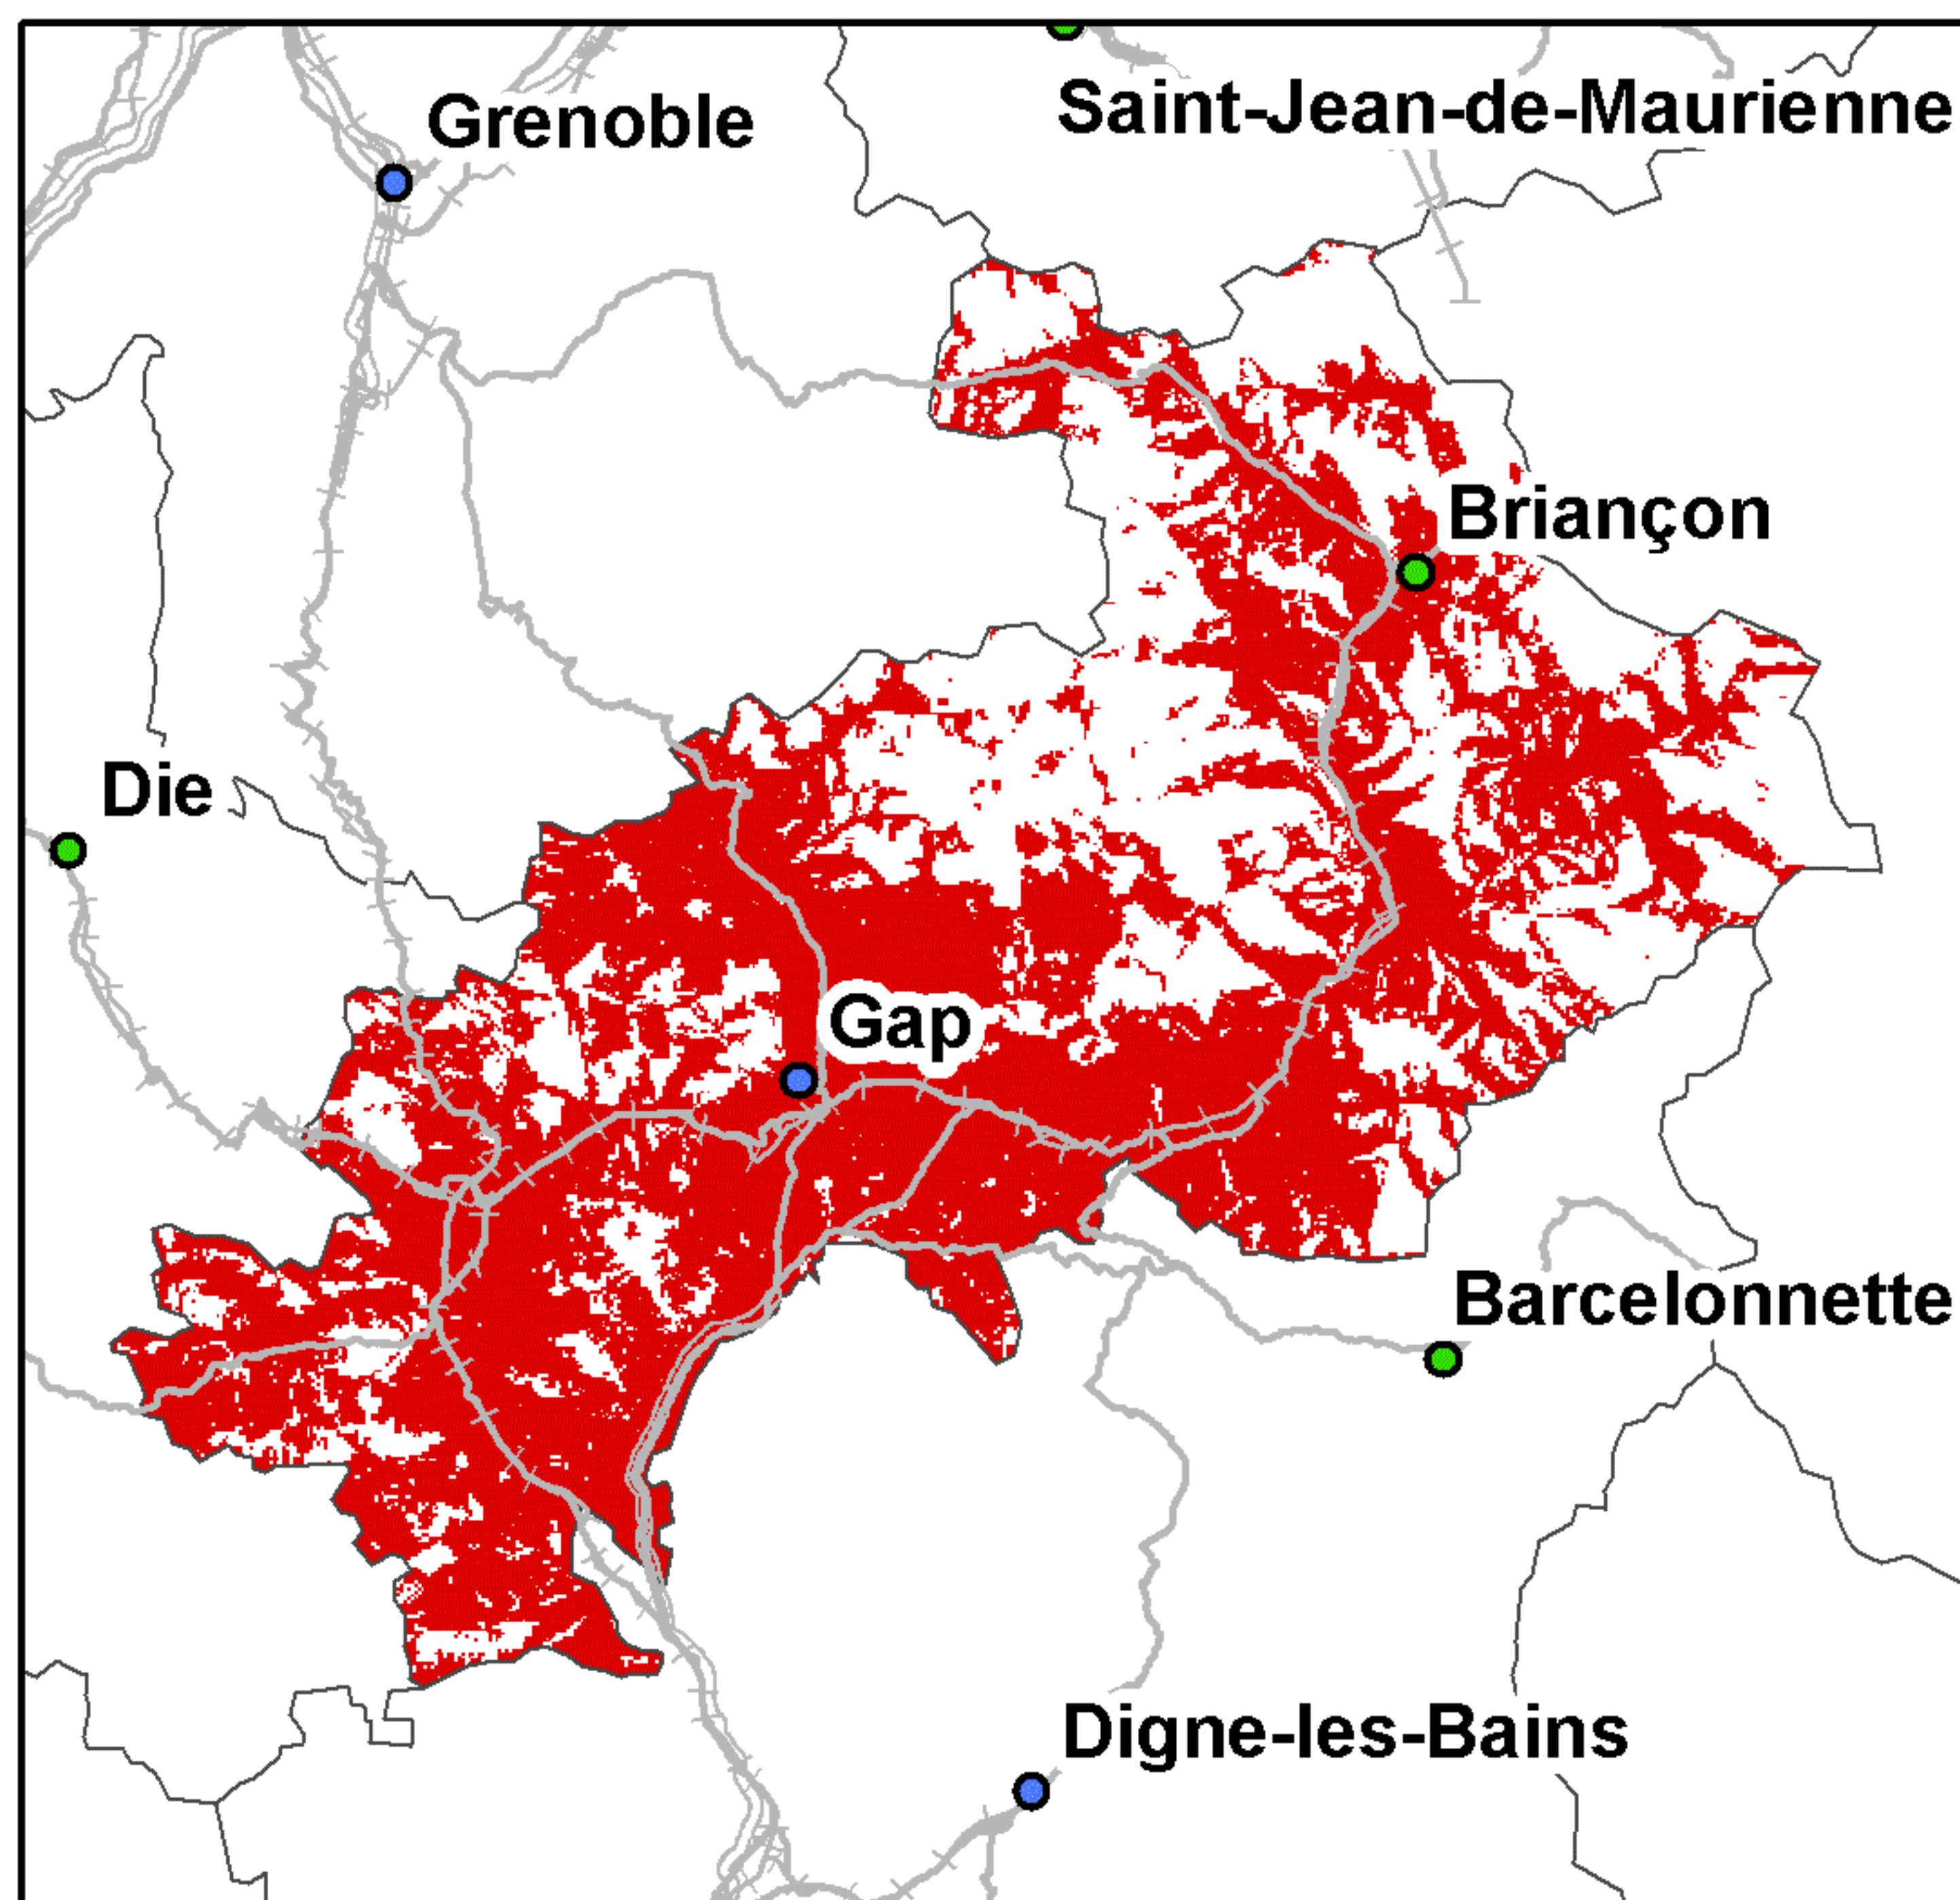 Grenoble
Saint-Jean-de-Maurienne
Briançon
Die
Gap
Barcelonnette
Digne-les-Bains